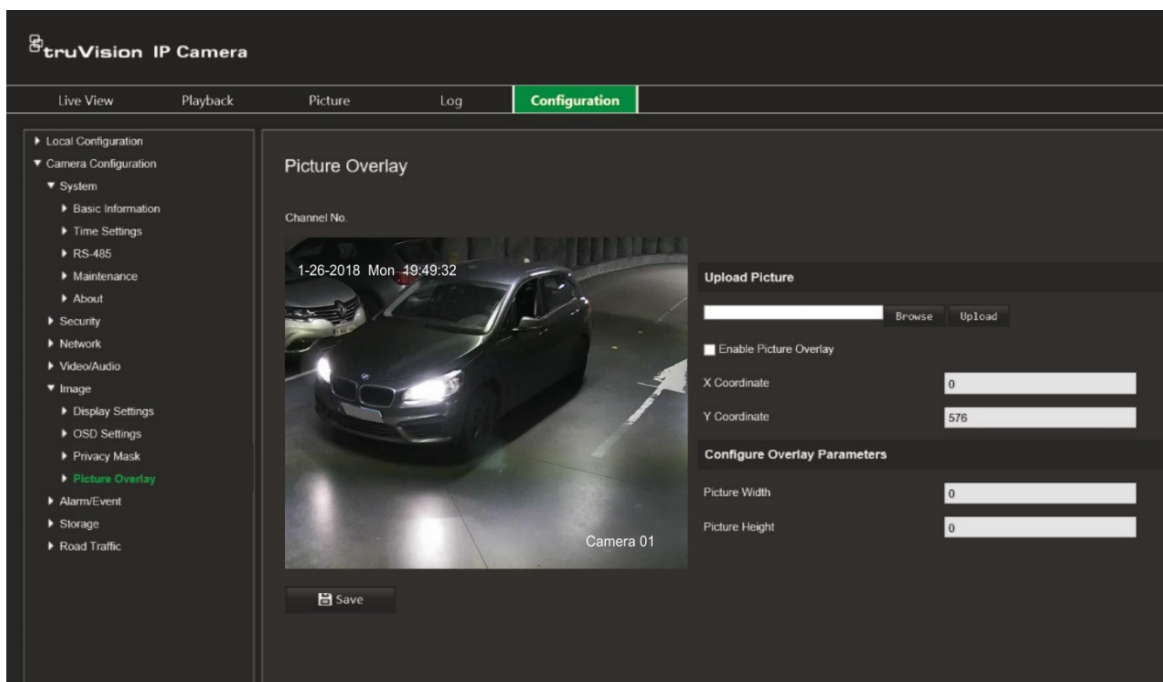 truVision IP Camera
Live View Playback Picture Log Configuration
Local Configuration
Camera Configuration
System
Basic Information
Time Settings
RS-485
Maintenance
About
Security
Network
Video/Audio
Image
Display Settings
OSD Settings
Privacy Mask
Picture Overlay
Alarm/Event
Storage
Road Traffic
Picture Overlay
Channel No.
1-26-2018 Mon 19:49:32
Camera 01
Save
Upload Picture
Browse Upload
Enable Picture Overlay
X Coordinate 0
Y Coordinate 576
Configure Overlay Parameters
Picture Width 0
Picture Height 0